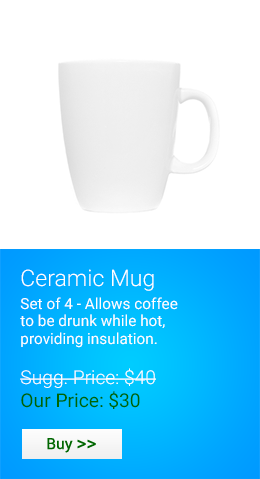 Ceramic Mug
Set of 4 - Allows coffee
to be drunk while hot,
providing insulation.
Sugg. Price: $40
Our Price: $30
Buy >>